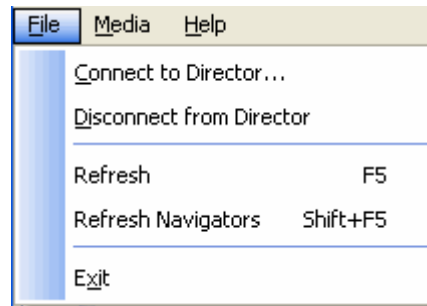 File Media Help
Connect to Director...
Disconnect from Director
Refresh F5
Refresh Navigators Shift+F5
Exit